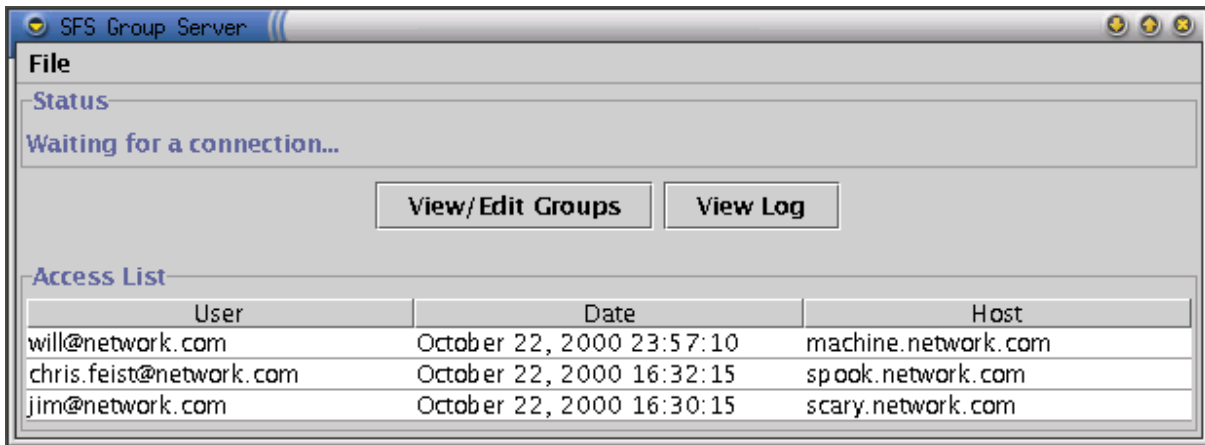 SFS Group Server
File
Status
Waiting for a connection...
View/Edit Groups View Log
Access List
User Date Host
will@network.com October 22, 2000 23:57:10 machine.network.com
chris.feist@network.com October 22, 2000 16:32:15 spook.network.com
jim@network.com October 22, 2000 16:30:15 scary.network.com